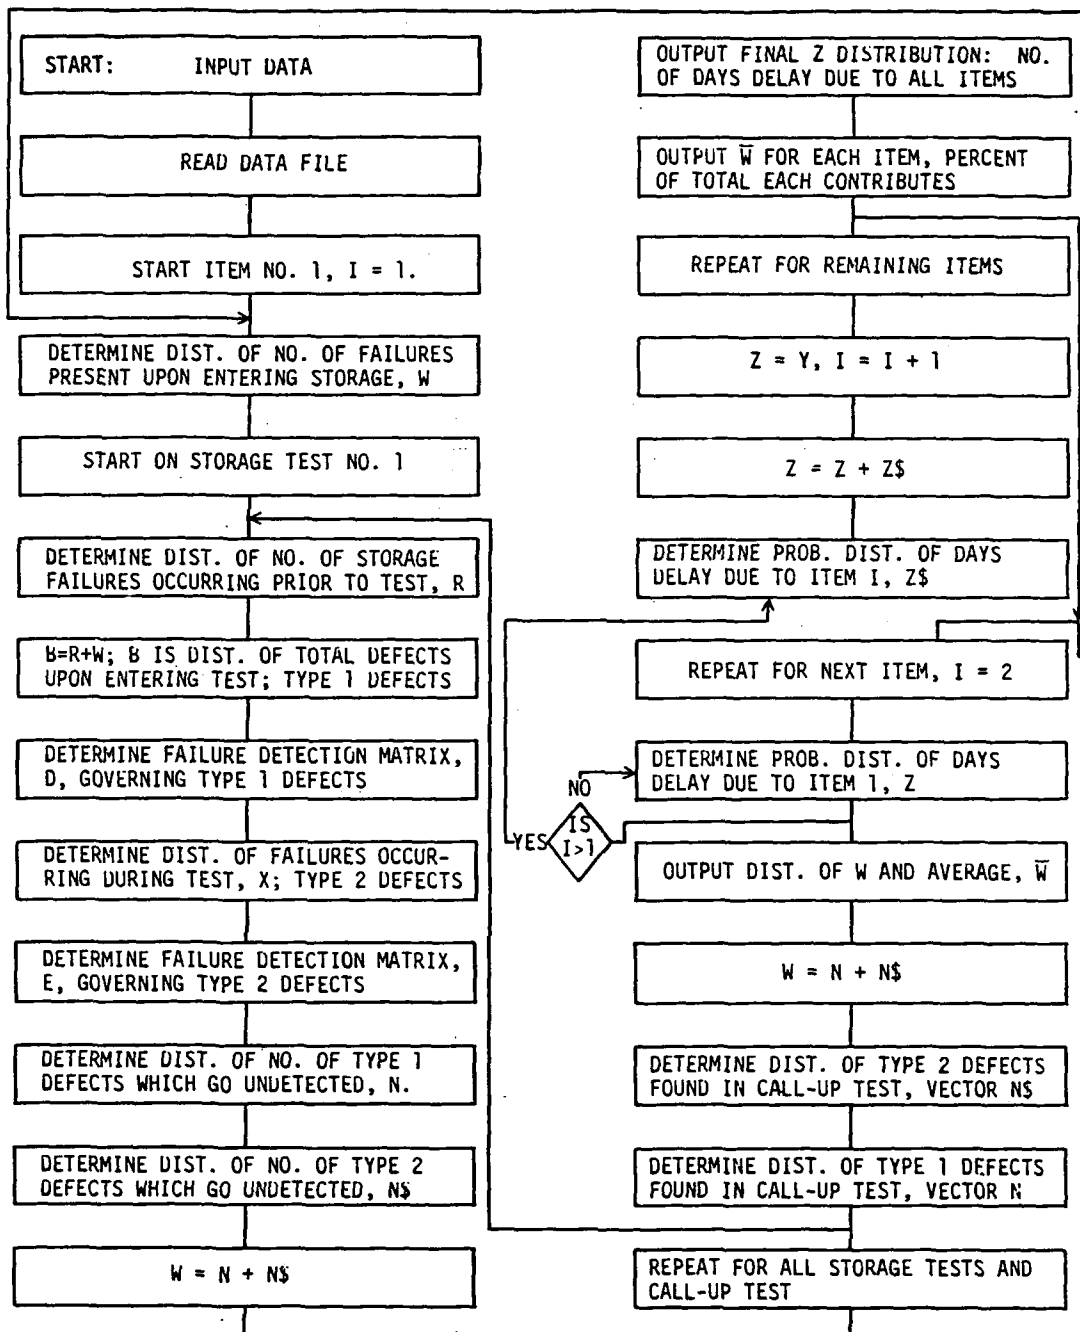 START: INPUT DATA
READ DATA FILE
START ITEM NO. 1, I = 1.
DETERMINE DIST. OF NO. OF FAILURES
PRESENT UPON ENTERING STORAGE, W
START ON STORAGE TEST NO. 1
DETERMINE DIST. OF NO. OF STORAGE
FAILURES OCCURRING PRIOR TO TEST, R
B=R+W; B IS DIST. OF TOTAL DEFECTS
UPON ENTERING TEST; TYPE 1 DEFECTS
DETERMINE FAILURE DETECTION MATRIX,
D, GOVERNING TYPE 1 DEFECTS
DETERMINE DIST. OF FAILURES OCCUR-
RING DURING TEST, X; TYPE 2 DEFECTS
DETERMINE FAILURE DETECTION MATRIX,
E, GOVERNING TYPE 2 DEFECTS
DETERMINE DIST. OF NO. OF TYPE 1
DEFECTS WHICH GO UNDETECTED, N.
DETERMINE DIST. OF NO. OF TYPE 2
DEFECTS WHICH GO UNDETECTED, N$
W = N + N$
OUTPUT FINAL Z DISTRIBUTION: NO.
OF DAYS DELAY DUE TO ALL ITEMS
OUTPUT W̅ FOR EACH ITEM, PERCENT
OF TOTAL EACH CONTRIBUTES
REPEAT FOR REMAINING ITEMS
Z = Y, I = I + 1
Z = Z + Z$
DETERMINE PROB. DIST. OF DAYS
DELAY DUE TO ITEM I, Z$
REPEAT FOR NEXT ITEM, I = 2
DETERMINE PROB. DIST. OF DAYS
DELAY DUE TO ITEM 1, Z
NO
YES
IS
I>1
OUTPUT DIST. OF W AND AVERAGE, W̅
W = N + N$
DETERMINE DIST. OF TYPE 2 DEFECTS
FOUND IN CALL-UP TEST, VECTOR N$
DETERMINE DIST. OF TYPE 1 DEFECTS
FOUND IN CALL-UP TEST, VECTOR N
REPEAT FOR ALL STORAGE TESTS AND
CALL-UP TEST